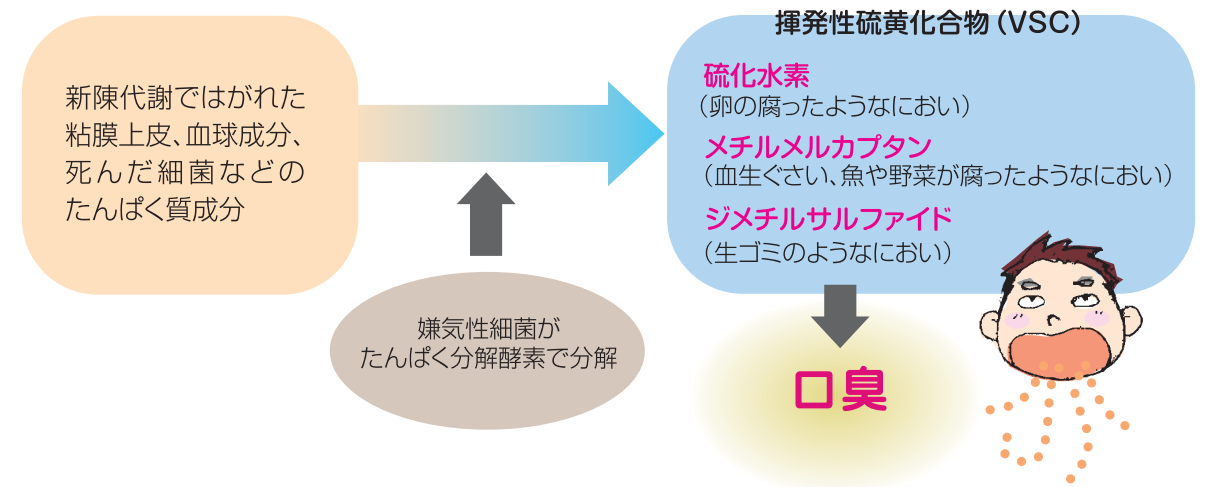 新陳代謝ではがれた
粘膜上皮、血球成分、
死んだ細菌などの
たんぱく質成分
嫌気性細菌が
たんぱく分解酵素で分解
揮発性硫黄化合物（VSC）
硫化水素
（卵の腐ったようなにおい）
メチルメルカプタン
（血生ぐさい、魚や野菜が腐ったようなにおい）
ジメチルサルファイド
（生ゴミのようなにおい）
口臭